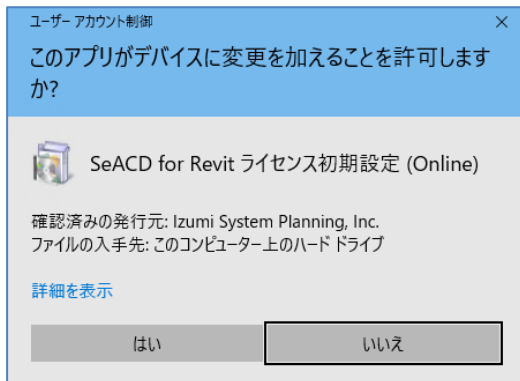 ユーザー アカウント制御
このアプリがデバイスに変更を加えることを許可します
か?
SeACD for Revit ライセンス初期設定 (Online)
確認済みの発行元: Izumi System Planning, Inc.
ファイルの入手先: このコンピューター上のハード ドライブ
詳細を表示
はい
いいえ